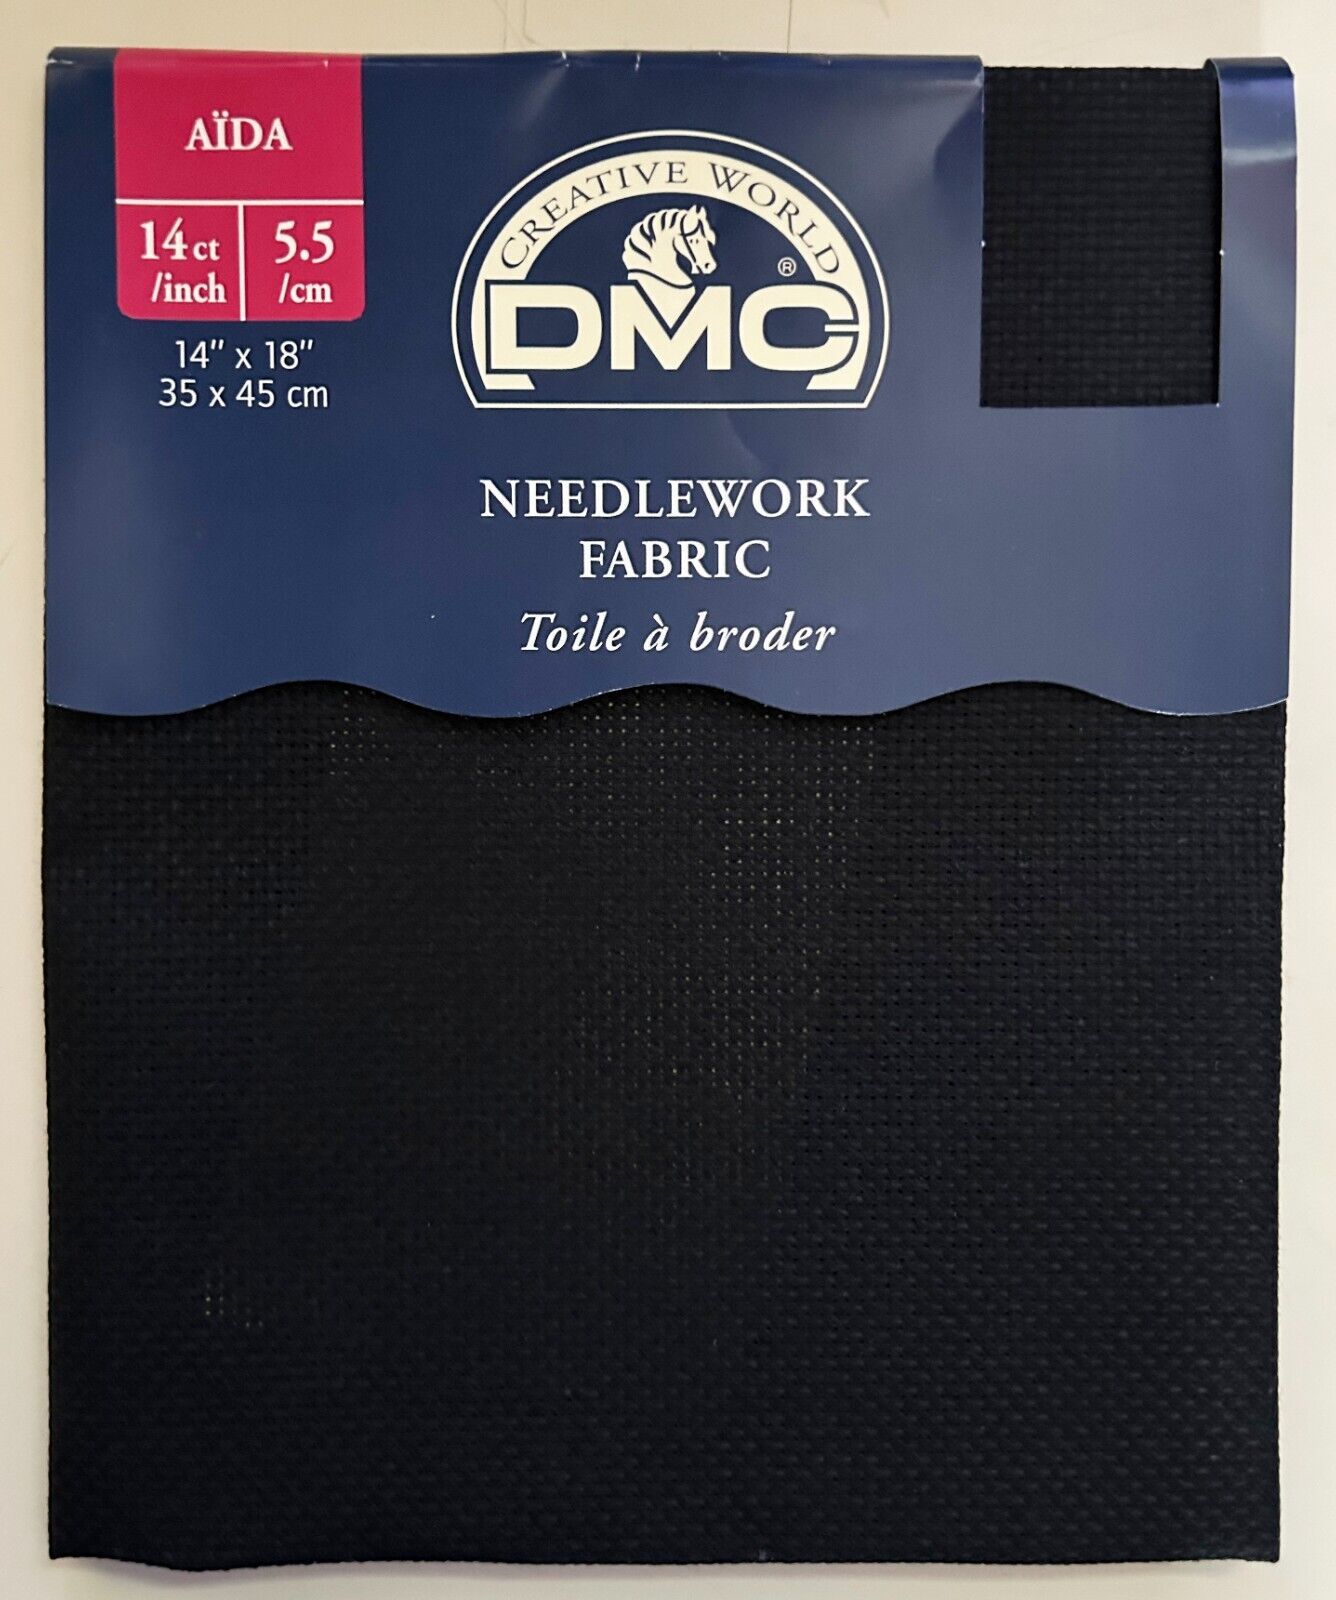 AÏDA
14 ct /inch
5.5 /cm
14" x 18"
35 x 45 cm
CREATIVE WORLD
DMC ®
NEEDLEWORK
FABRIC
Toile à broder